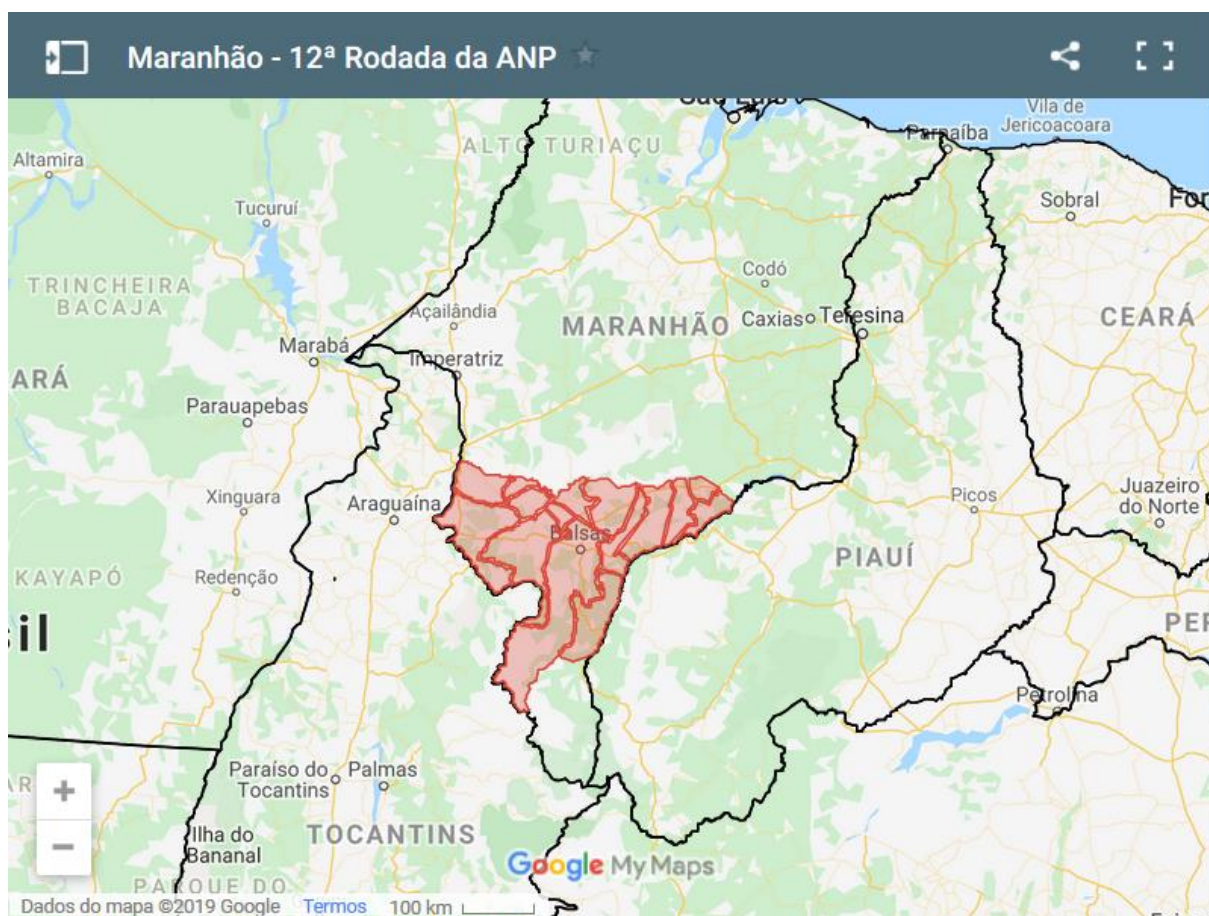 Maranhão - 12ª Rodada da ANP
São Luís
Vila de
Jericoacoara
Parnaíba
Altamira
ALTO TURIAÇU
Sobral
For
Tucuruí
TRINCHEIRA
BACAJA
Codó
Açailândia
MARANHÃO
Caxias
Teresina
CEARÁ
Marabá
Imperatriz
ARÁ
Parauapebas
Xinguara
Araguaína
Picos
Juazeiro
do Norte
Balsas
PIAUÍ
KAYAPÓ
Redenção
sil
PER
Petrolina
Paraíso do
Tocantins
Palmas
AR
+
−
Ilha do
Bananal
TOCANTINS
Google My Maps
PARQUE DO
Dados do mapa ©2019 Google
Termos
100 km